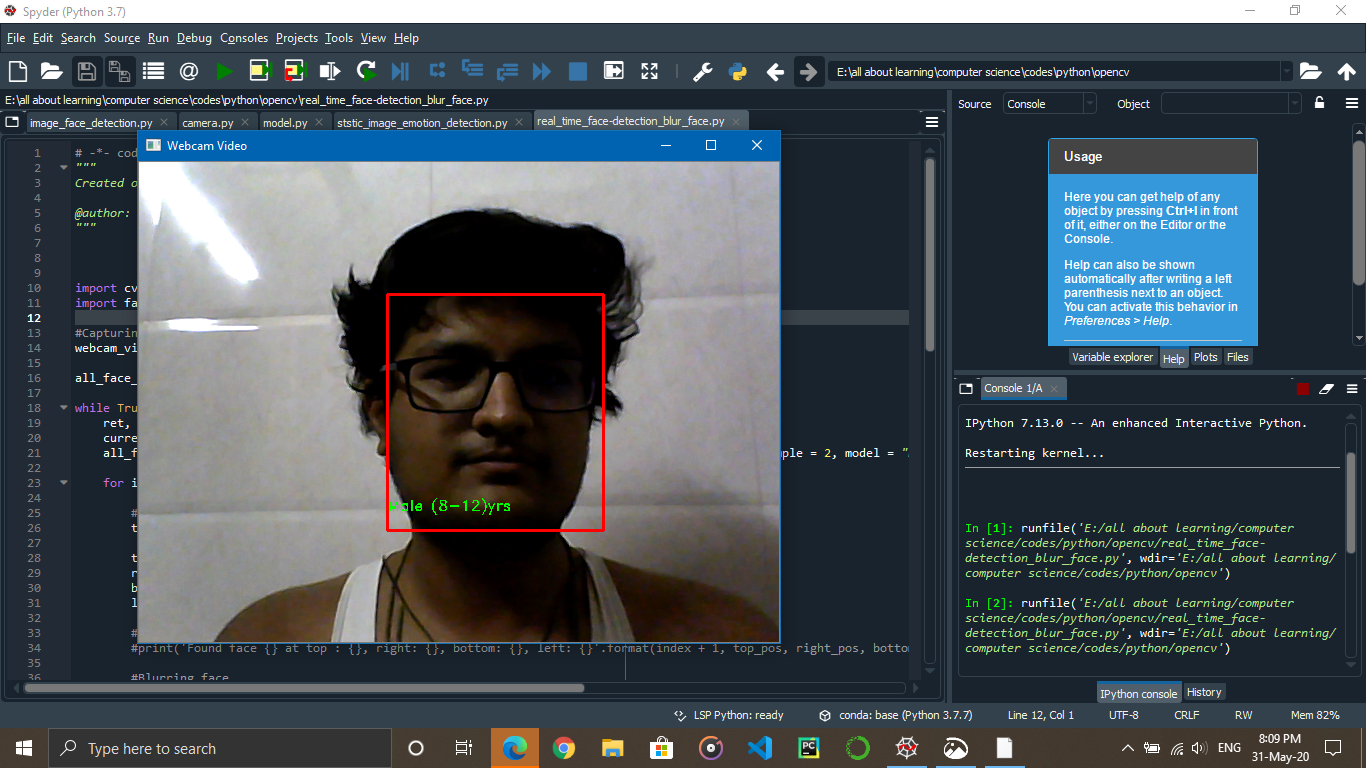 Spyder (Python 3.7)
File Edit Search Source Run Debug Consoles Projects Tools View Help
E:\all about learning\computer science\codes\python\opencv
E:\all about learning\computer science\codes\python\opencv\real_time_face-detection_blur_face.py
image_face_detection.py camera.py model.py ststic_image_emotion_detection.py real_time_face-detection_blur_face.py
Source Console Object
Webcam Video
1 # -*- cod
2 """
3 Created o
4
5 @author:
6 """
7
8
9
10 import cv
11 import fa
12
13 #Capturin
14 webcam_vi
15
16 all_face_
17
18 while Tru
19 ret,
20 curre
21 all_f ple = 2, model = "
22
23 for i
24
25 #
26 t
27
28 t
29 r
30 b
31 l
32
33 #
34 #print('Found face {} at top : {}, right: {}, bottom: {}, left: {}'.format(index + 1, top_pos, right_pos, bottom
35
36 #Blurring face
Male (8-12)yrs
Usage
Here you can get help of any
object by pressing Ctrl+I in front
of it, either on the Editor or the
Console.
Help can also be shown
automatically after writing a left
parenthesis next to an object.
You can activate this behavior in
Preferences > Help.
Variable explorer Help Plots Files
Console 1/A
IPython 7.13.0 -- An enhanced Interactive Python.
Restarting kernel...
In [1]: runfile('E:/all about learning/computer
science/codes/python/opencv/real_time_face-
detection_blur_face.py', wdir='E:/all about learning/
computer science/codes/python/opencv')
In [2]: runfile('E:/all about learning/computer
science/codes/python/opencv/real_time_face-
detection_blur_face.py', wdir='E:/all about learning/
computer science/codes/python/opencv')
IPython console History
LSP Python: ready conda: base (Python 3.7.7) Line 12, Col 1 UTF-8 CRLF RW Mem 82%
Type here to search
ENG
8:09 PM
31-May-20